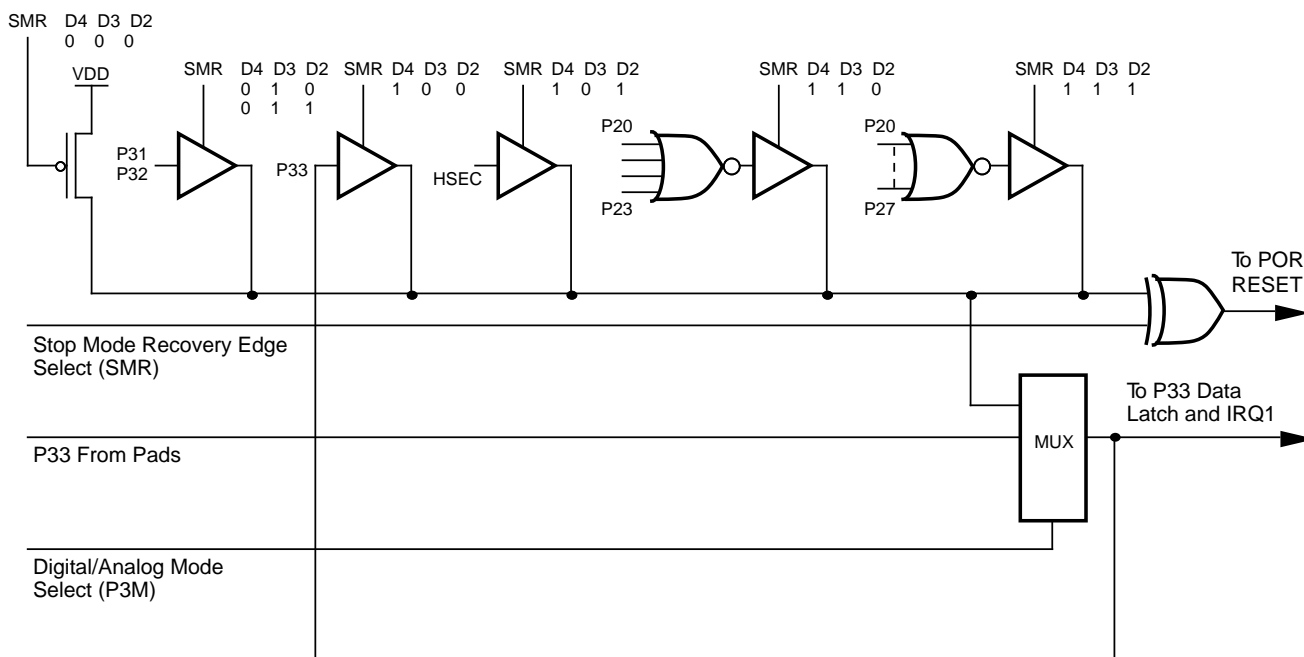 SMR D4 D3 D2
0 0 0
VDD
SMR D4 D3 D2
0 1 0
0 1 1
SMR D4 D3 D2
1 0 0
SMR D4 D3 D2
1 0 1
SMR D4 D3 D2
1 1 0
SMR D4 D3 D2
1 1 1
P31
P32
P33
HSEC
P20
P23
P20
P27
To POR
RESET
Stop Mode Recovery Edge
Select (SMR)
To P33 Data
Latch and IRQ1
MUX
P33 From Pads
Digital/Analog Mode
Select (P3M)